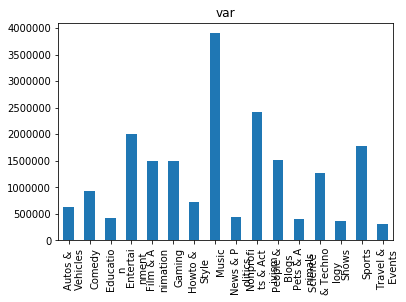 var
4000000
3500000
3000000
2500000
2000000
1500000
1000000
500000
0
Autos &
Vehicles
Comedy
Educatio
n
Entertai
nment
Film & A
nimation
Gaming
Howto &
Style
Music
News & P
olitics
Nonprofi
ts & Act
ivism
People &
Blogs
Pets & A
nimals
Science
& Techno
logy
Shows
Sports
Travel &
Events